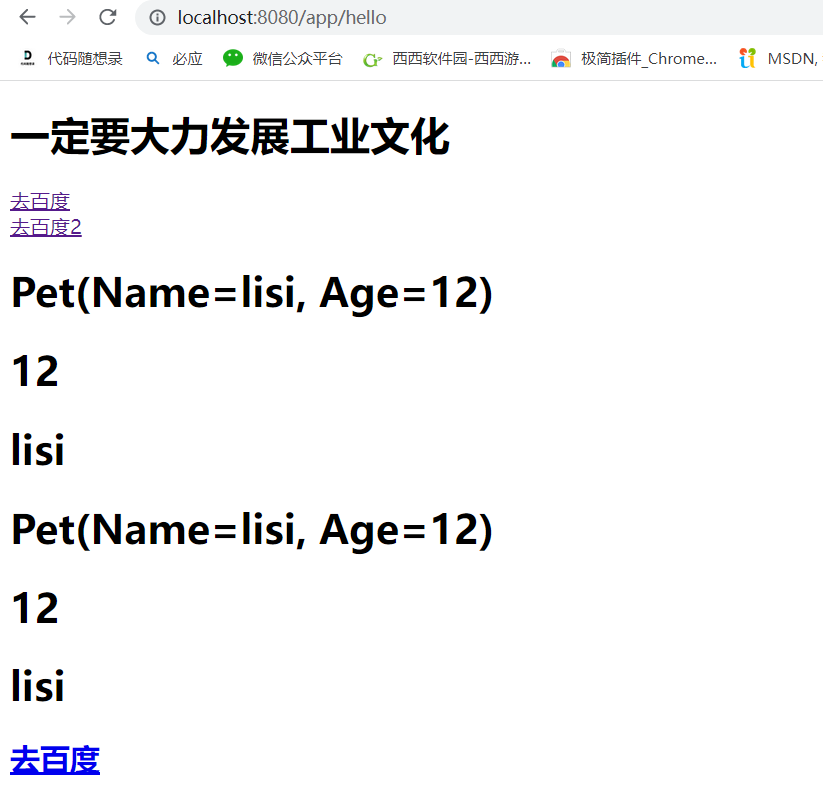 localhost:8080/app/hello
代码随想录 必应 微信公众平台 西西软件园-西西游... 极简插件_Chrome... MSDN,
一定要大力发展工业文化
去百度
去百度2
Pet(Name=lisi, Age=12)
12
lisi
Pet(Name=lisi, Age=12)
12
lisi
去百度